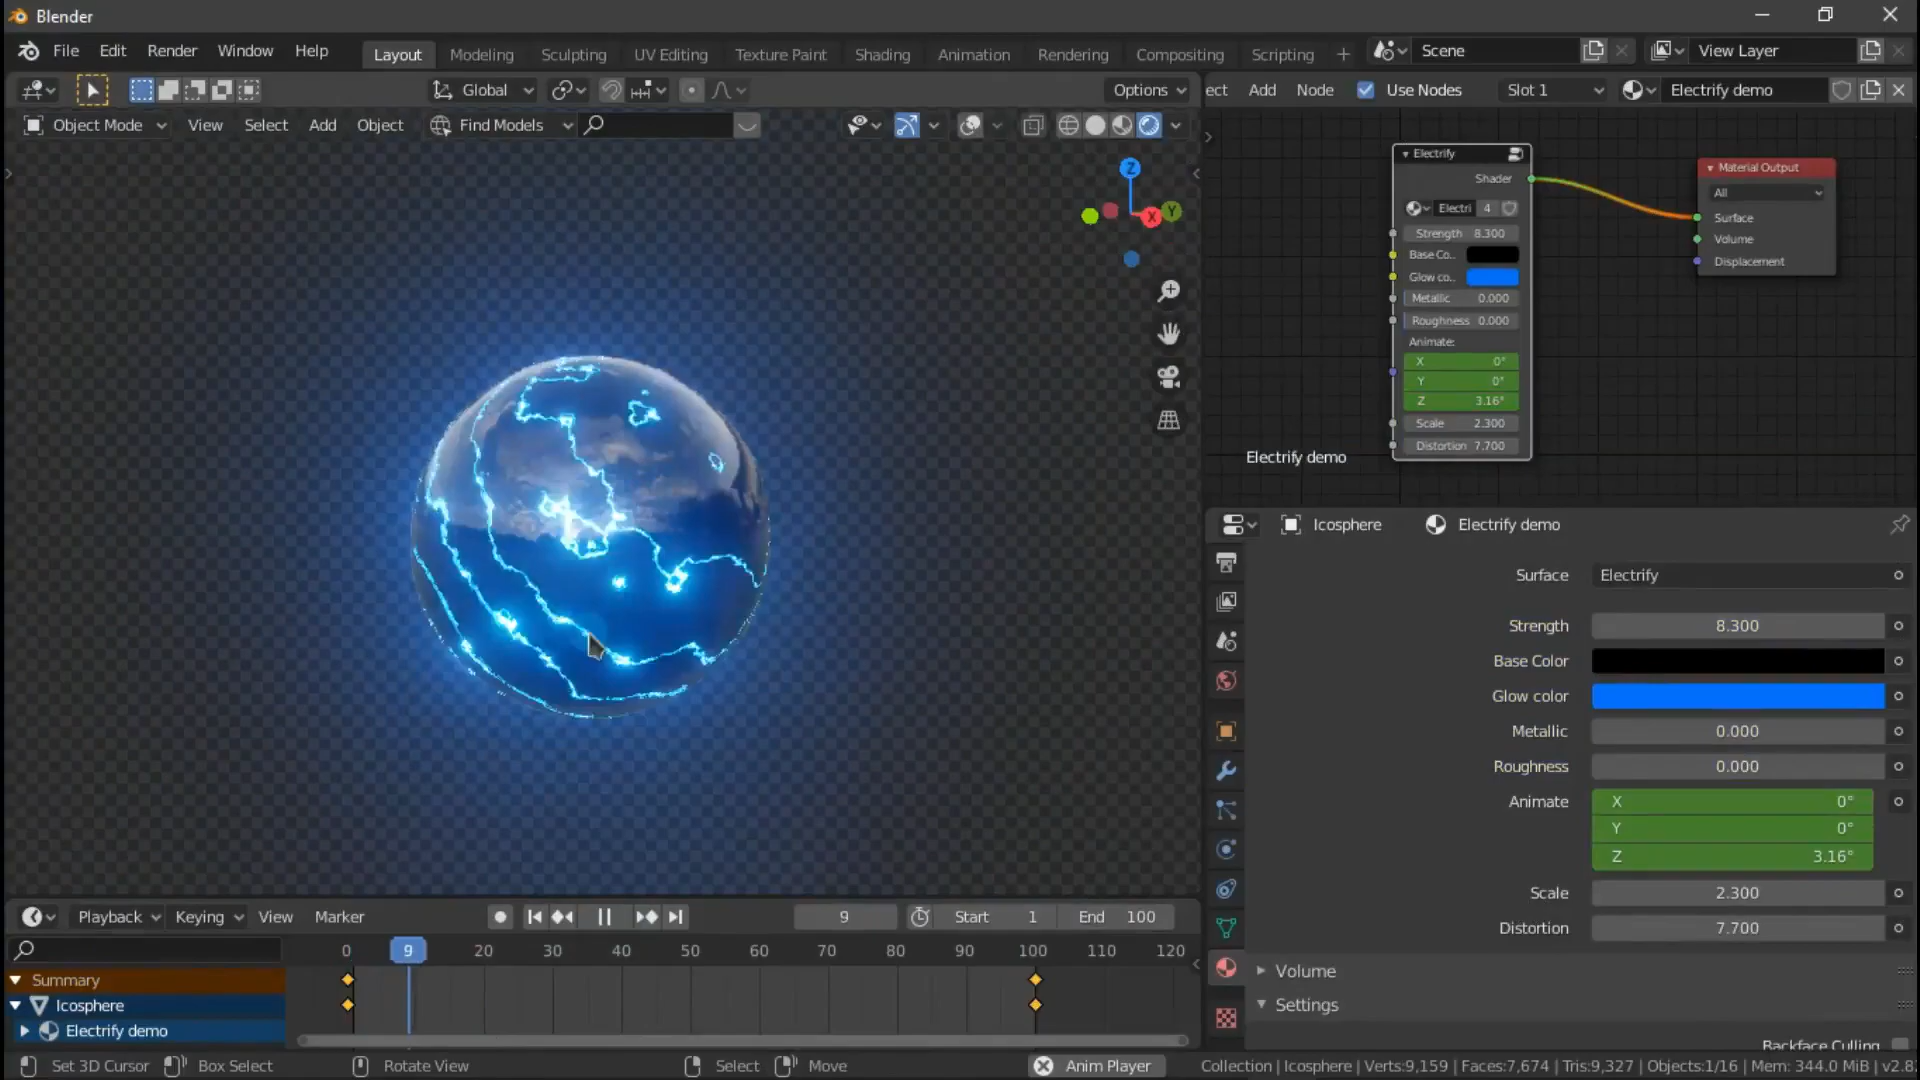 Blender
File Edit Render Window Help Layout Modeling Sculpting UV Editing Texture Paint Shading Animation Rendering Compositing Scripting + Scene View Layer
Global Options ect Add Node Use Nodes Slot 1 Electrify demo
Object Mode View Select Add Object Find Models
Z
X Y
Electrify
Shader
Electri 4
Strength 8.300
Base Co..
Glow co..
Metallic 0.000
Roughness 0.000
Animate:
X 0°
Y 0°
Z 3.16°
Scale 2.300
Distortion 7.700
Material Output
All
Surface
Volume
Displacement
Electrify demo
Icosphere Electrify demo
Surface Electrify
Strength 8.300
Base Color
Glow color
Metallic 0.000
Roughness 0.000
Animate X 0°
Y 0°
Z 3.16°
Scale 2.300
Distortion 7.700
Volume
Settings
Backface Culling
Playback Keying View Marker 9 Start 1 End 100
0 9 20 30 40 50 60 70 80 90 100 110 120
Summary
Icosphere
Electrify demo
Set 3D Cursor Box Select Rotate View Select Move Anim Player Collection | Icosphere | Verts:9,159 | Faces:7,674 | Tris:9,327 | Objects:1/16 | Mem: 344.0 MiB | v2.8